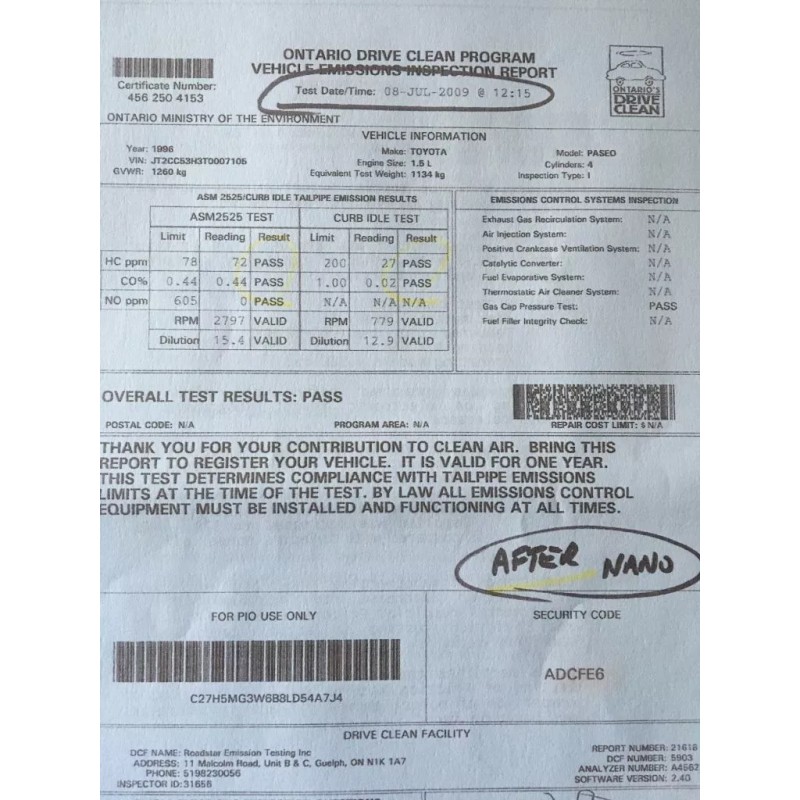 ONTARIO DRIVE CLEAN PROGRAM
VEHICLE EMISSIONS INSPECTION REPORT
Test Date/Time: 08-JUL-2009 @ 12:15
Certificate Number:
456 250 4153
ONTARIO'S
DRIVE
CLEAN
ONTARIO MINISTRY OF THE ENVIRONMENT
VEHICLE INFORMATION
Year: 1996 Make: TOYOTA Model: PASEO
VIN: JT2CC53H3T0007105 Engine Size: 1.5 L Cylinders: 4
GVWR: 1260 kg Equivalent Test Weight: 1134 kg Inspection Type: I
ASM 2525/CURB IDLE TAILPIPE EMISSION RESULTS
ASM2525 TEST CURB IDLE TEST
Limit Reading Result Limit Reading Result
HC ppm 78 72 PASS 200 27 PASS
CO% 0.44 0.44 PASS 1.00 0.02 PASS
NO ppm 605 0 PASS N/A N/A N/A
RPM 2797 VALID RPM 779 VALID
Dilution 15.4 VALID Dilution 12.9 VALID
EMISSIONS CONTROL SYSTEMS INSPECTION
Exhaust Gas Recirculation System: N/A
Air Injection System: N/A
Positive Crankcase Ventilation System: N/A
Catalytic Converter: N/A
Fuel Evaporative System: N/A
Thermostatic Air Cleaner System: N/A
Gas Cap Pressure Test: PASS
Fuel Filler Integrity Check: N/A
OVERALL TEST RESULTS: PASS
POSTAL CODE: N/A PROGRAM AREA: N/A REPAIR COST LIMIT: $ N/A
THANK YOU FOR YOUR CONTRIBUTION TO CLEAN AIR. BRING THIS
REPORT TO REGISTER YOUR VEHICLE. IT IS VALID FOR ONE YEAR.
THIS TEST DETERMINES COMPLIANCE WITH TAILPIPE EMISSIONS
LIMITS AT THE TIME OF THE TEST. BY LAW ALL EMISSIONS CONTROL
EQUIPMENT MUST BE INSTALLED AND FUNCTIONING AT ALL TIMES.
AFTER NANO
FOR PIO USE ONLY
C27H5MG3W6B8LD54A7J4
SECURITY CODE
ADCFE6
DRIVE CLEAN FACILITY
DCF NAME: Roadstar Emission Testing Inc
ADDRESS: 11 Malcolm Road, Unit B & C, Guelph, ON N1K 1A7
PHONE: 5198230056
INSPECTOR ID: 31656
REPORT NUMBER: 21616
DCF NUMBER: 5903
ANALYZER NUMBER: A4562
SOFTWARE VERSION: 2.40